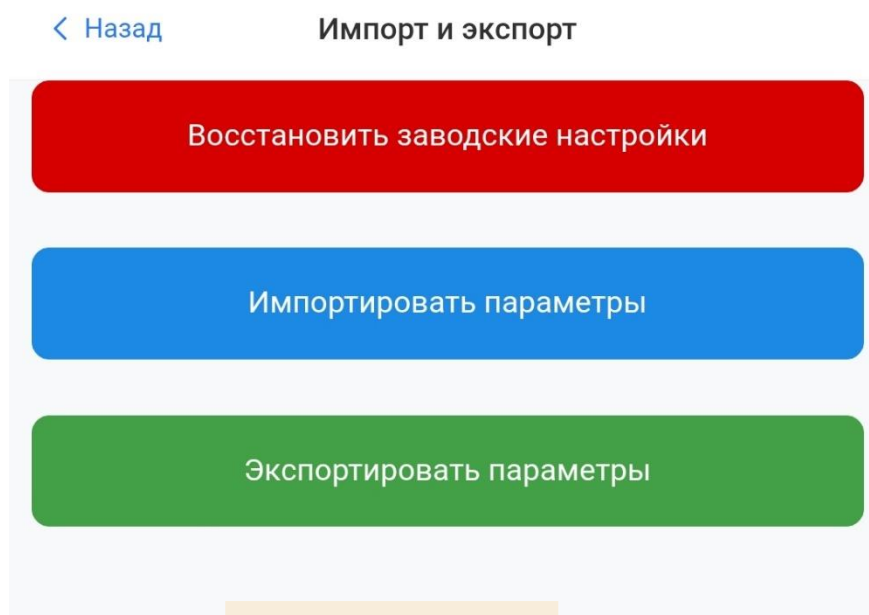 Назад
Импорт и экспорт
Восстановить заводские настройки
Импортировать параметры
Экспортировать параметры